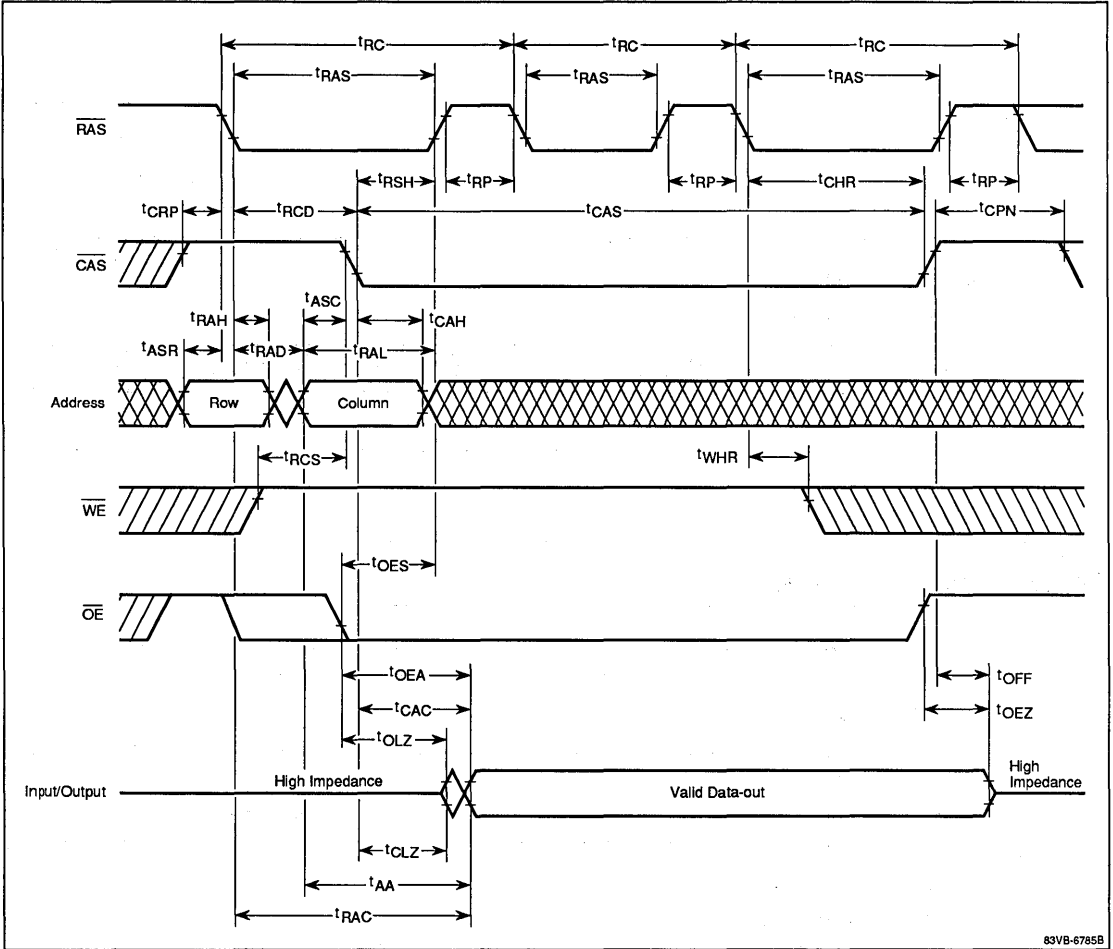 tRC tRC tRC
tRAS tRAS tRAS
RAS
tRSH tRP tRP tCHR tRP
tCRP tRCD tCAS tCPN
CAS
tASC
tRAH tCAH
tASR tRAD tRAL
Address Row Column
tRCS tWHR
WE
tOES
OE
tOEA tOFF
tCAC tOEZ
tOLZ
High Impedance High
Impedance
Input/Output Valid Data-out
tCLZ
tAA
tRAC
83VB-6785B